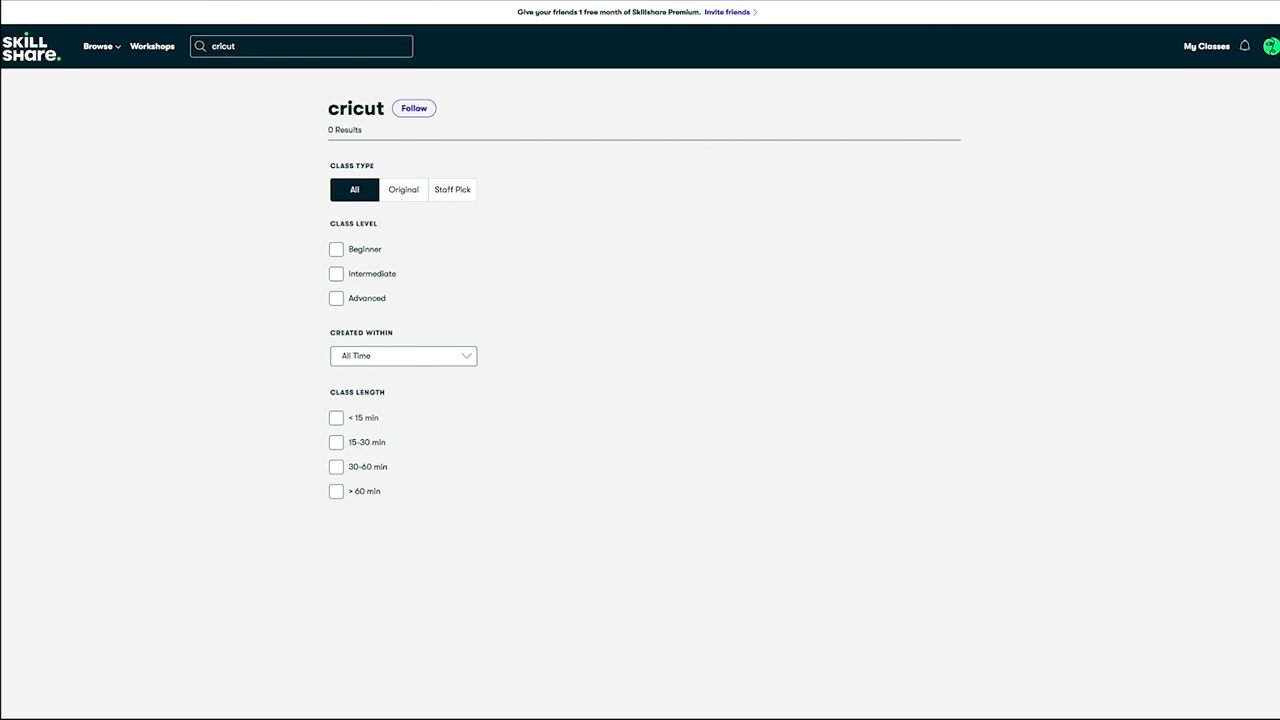 Give your friends 1 free month of Skillshare Premium. Invite friends
SKILL
SHARE.
Browse
Workshops
cricut
My Classes
cricut
Follow
0 Results
CLASS TYPE
All
Original
Staff Pick
CLASS LEVEL
Beginner
Intermediate
Advanced
CREATED WITHIN
All Time
CLASS LENGTH
< 15 min
15-30 min
30-60 min
> 60 min